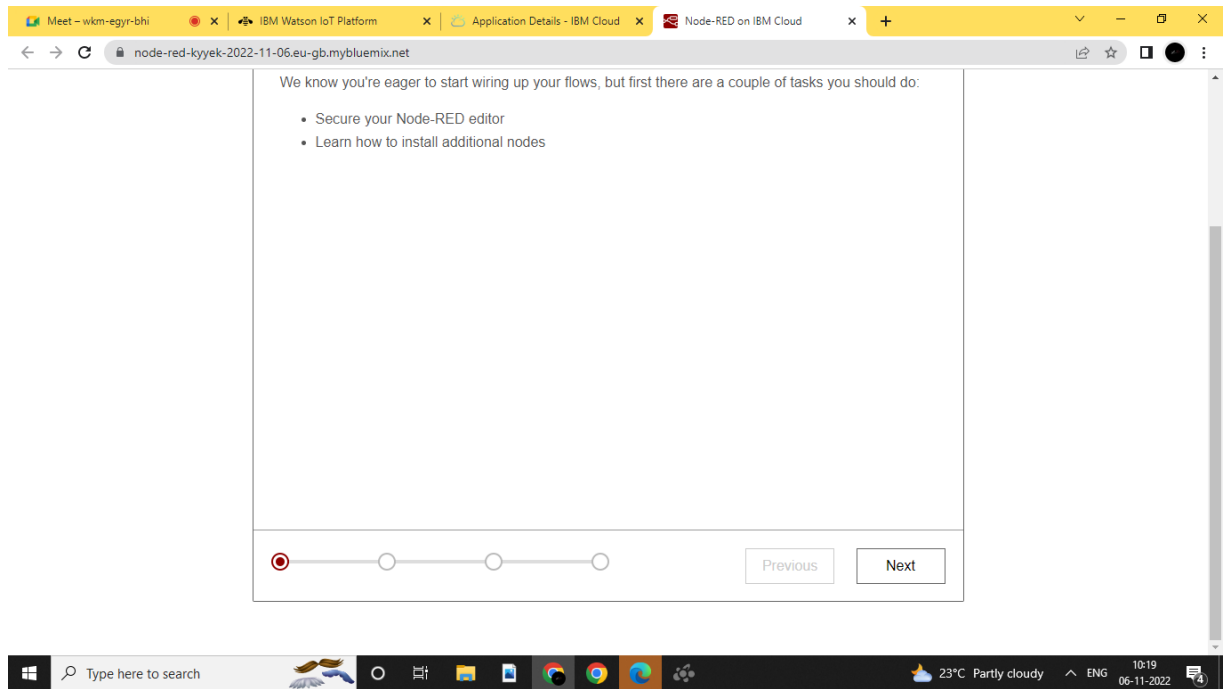 Meet – wkm-egyr-bhi
IBM Watson IoT Platform
Application Details - IBM Cloud
Node-RED on IBM Cloud
node-red-kyyek-2022-11-06.eu-gb.mybluemix.net
We know you're eager to start wiring up your flows, but first there are a couple of tasks you should do:
• Secure your Node-RED editor
• Learn how to install additional nodes
Previous
Next
Type here to search
23°C Partly cloudy
ENG
10:19
06-11-2022
4